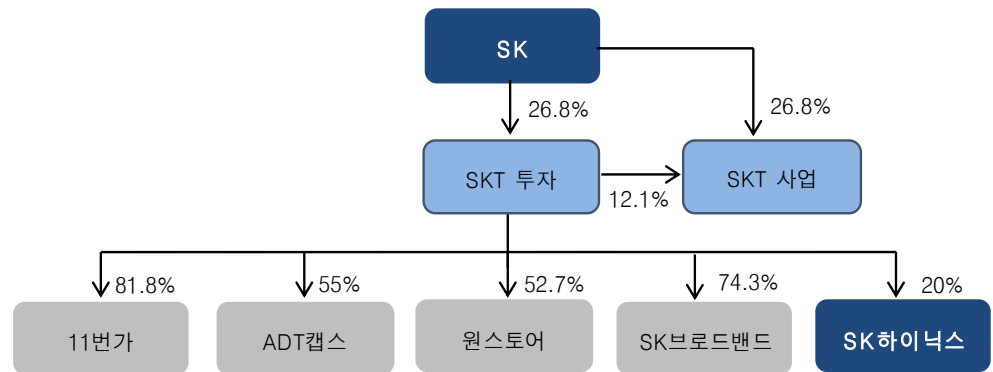 SK
26.8%
26.8%
SKT 투자
SKT 사업
12.1%
81.8%
55%
52.7%
74.3%
20%
11번가
ADT캡스
원스토어
SK브로드밴드
SK하이닉스